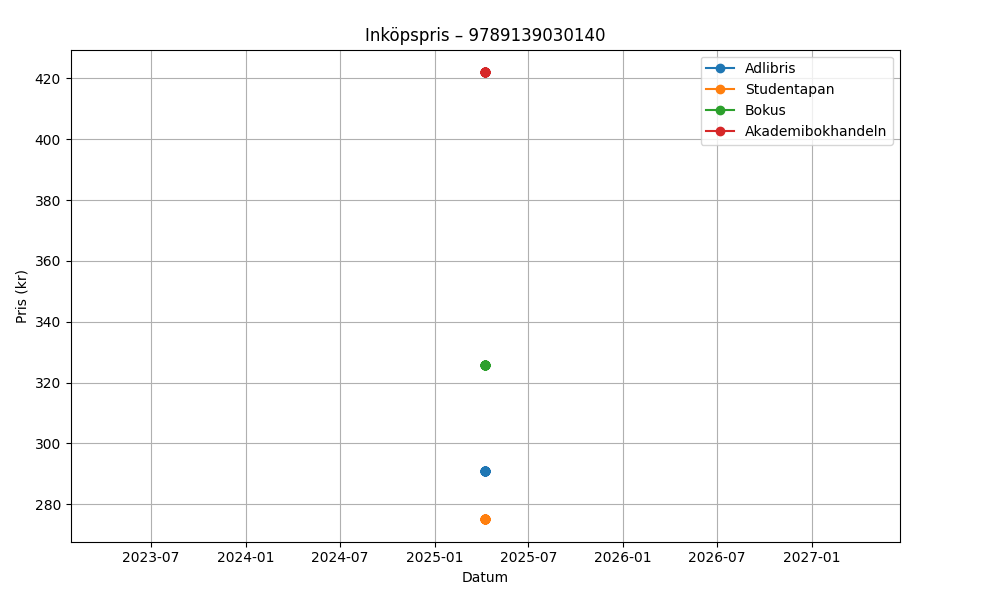 Inköpspris – 9789139030140
Adlibris
Studentapan
Bokus
Akademibokhandeln
Pris (kr)
420
400
380
360
340
320
300
280
2023-07
2024-01
2024-07
2025-01
2025-07
2026-01
2026-07
2027-01
Datum